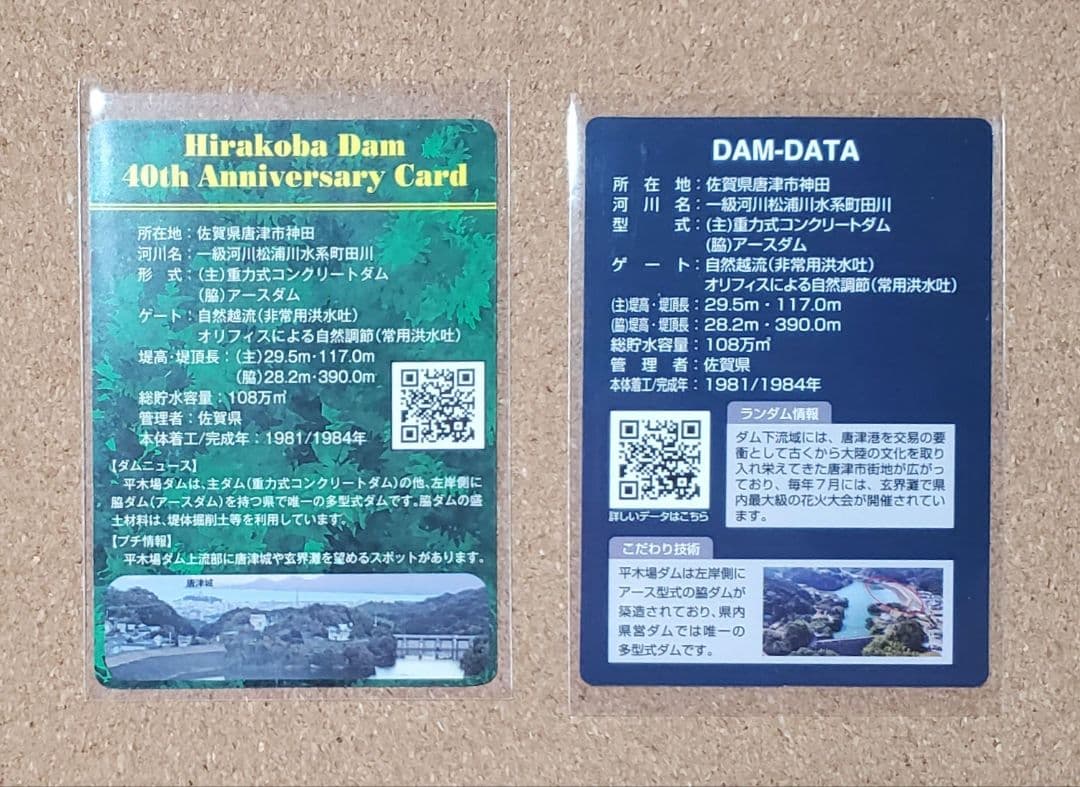 Hirakoba Dam
40th Anniversary Card
所在地：佐賀県唐津市神田
河川名：一級河川松浦川水系町田川
形　式：(主)重力式コンクリートダム
(脇)アースダム
ゲート：自然越流(非常用洪水吐)
オリフィスによる自然調節(常用洪水吐)
堤高・堤頂長：(主)29.5m・117.0m
(脇)28.2m・390.0m
総貯水容量：108万㎥
管理者：佐賀県
本体着工/完成年：1981/1984年
【ダムニュース】
平木場ダムは、主ダム(重力式コンクリートダム)の他、左岸側に
脇ダム(アースダム)を持つ県で唯一の多型式ダムです。脇ダムの盛
土材料は、堤体掘削土等を利用しています。
【プチ情報】
平木場ダム上流部に唐津城や玄界灘を望めるスポットがあります。
唐津城
DAM-DATA
所　在　地：佐賀県唐津市神田
河　川　名：一級河川松浦川水系町田川
型　　　式：(主)重力式コンクリートダム
(脇)アースダム
ゲ　ー　ト：自然越流(非常用洪水吐)
オリフィスによる自然調節(常用洪水吐)
(主)堤高・堤頂長：29.5m・117.0m
(脇)堤高・堤頂長：28.2m・390.0m
総貯水容量：108万㎥
管　理　者：佐賀県
本体着工/完成年：1981/1984年
詳しいデータはこちら
ランダム情報
ダム下流域には、唐津港を交易の要
衝として古くから大陸の文化を取り
入れ栄えてきた唐津市街地が広がっ
ており、毎年7月には、玄界灘で県
内最大級の花火大会が開催されてい
ます。
こだわり技術
平木場ダムは左岸側に
アース型式の脇ダムが
築造されており、県内
県営ダムでは唯一の
多型式ダムです。